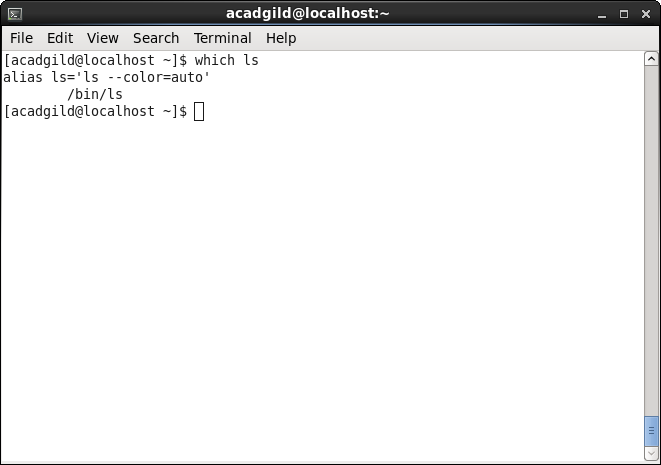 acadgild@localhost:~
File Edit View Search Terminal Help
[acadgild@localhost ~]$ which ls
alias ls='ls --color=auto'
        /bin/ls
[acadgild@localhost ~]$